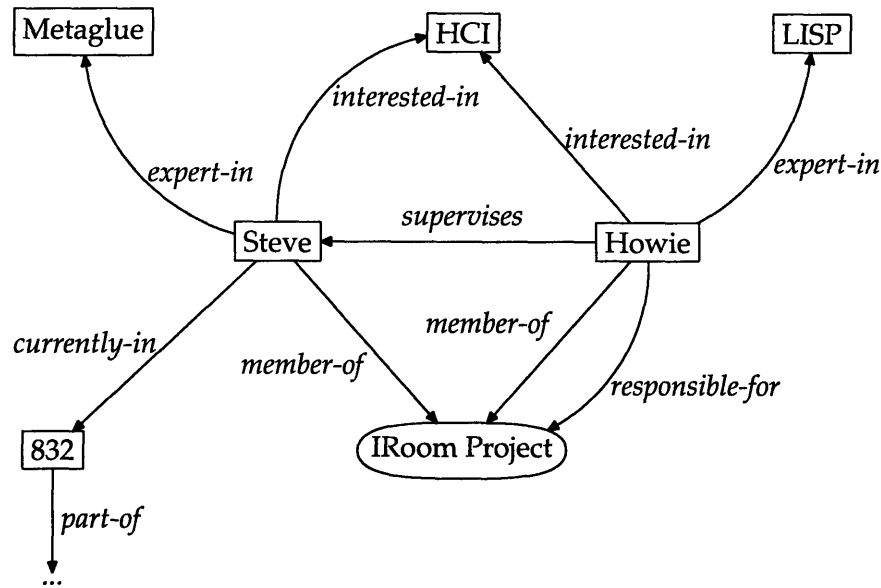 Metaglue
HCI
LISP
interested-in
interested-in
expert-in
expert-in
supervises
Steve
Howie
member-of
currently-in
member-of
responsible-for
832
IRoom Project
part-of
...